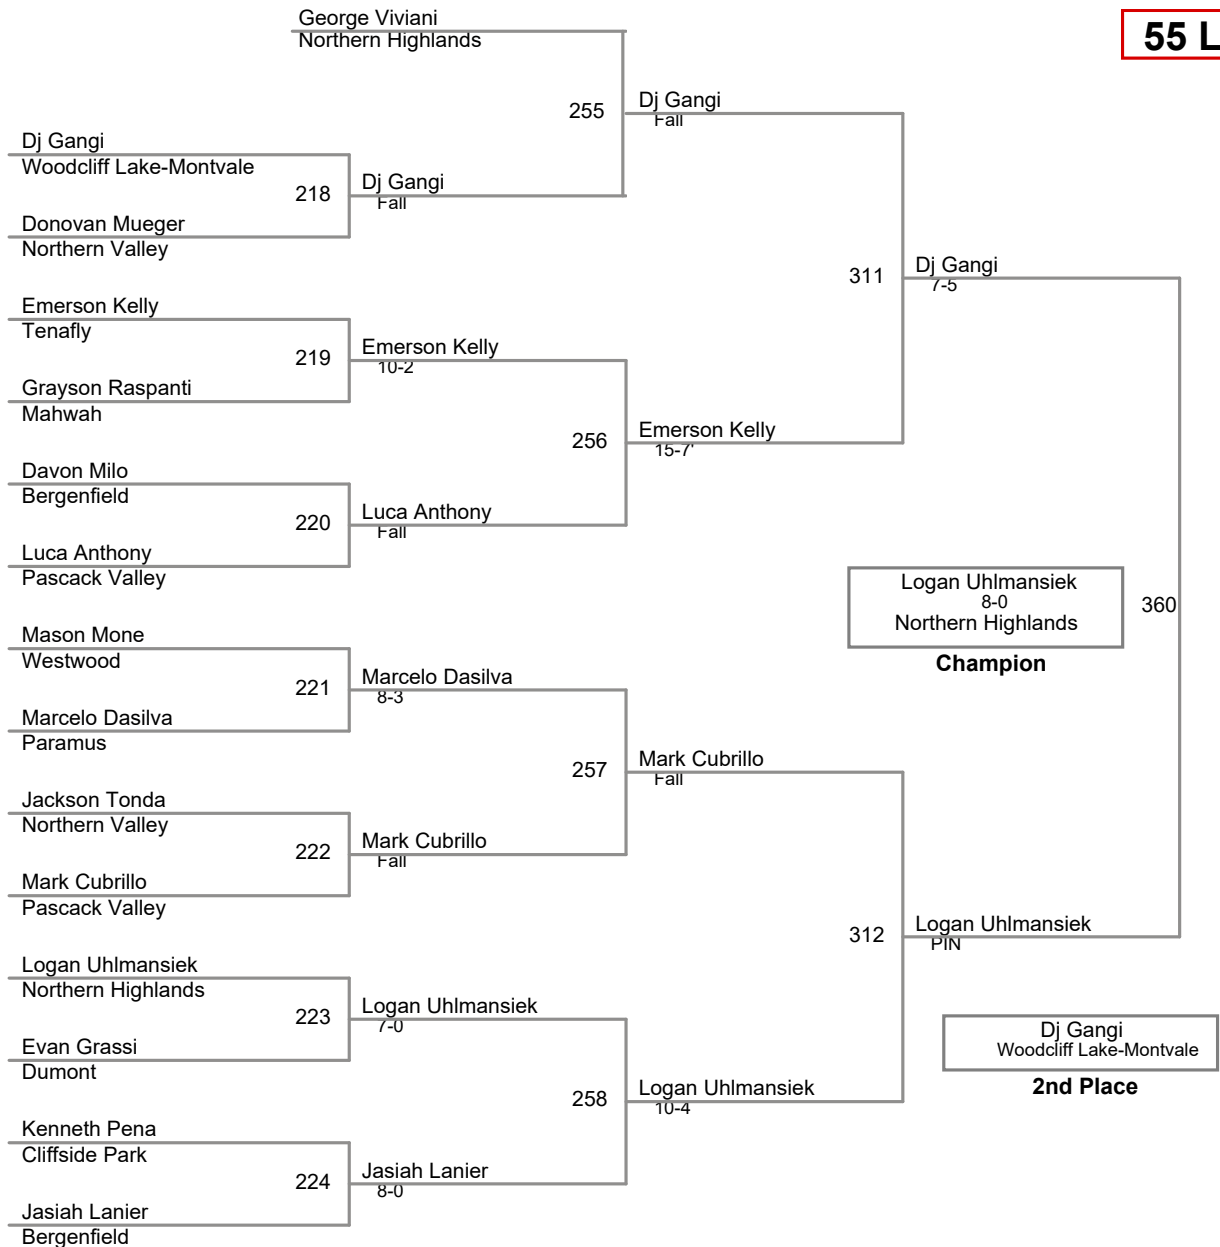 George Viviani
Northern Highlands
55 L
255
Dj Gangi
Fall
Dj Gangi
Woodcliff Lake-Montvale
218
Dj Gangi
Fall
Donovan Mueger
Northern Valley
311
Dj Gangi
7-5
Emerson Kelly
Tenafly
219
Emerson Kelly
10-2
Grayson Raspanti
Mahwah
256
Emerson Kelly
15-7'
Davon Milo
Bergenfield
220
Luca Anthony
Fall
Luca Anthony
Pascack Valley
Logan Uhlmansiek
8-0
Northern Highlands
360
Champion
Mason Mone
Westwood
221
Marcelo Dasilva
8-3
Marcelo Dasilva
Paramus
257
Mark Cubrillo
Fall
Jackson Tonda
Northern Valley
222
Mark Cubrillo
Fall
Mark Cubrillo
Pascack Valley
312
Logan Uhlmansiek
PIN
Logan Uhlmansiek
Northern Highlands
223
Logan Uhlmansiek
7-0
Evan Grassi
Dumont
Dj Gangi
Woodcliff Lake-Montvale
2nd Place
258
Logan Uhlmansiek
10-4
Kenneth Pena
Cliffside Park
224
Jasiah Lanier
8-0
Jasiah Lanier
Bergenfield